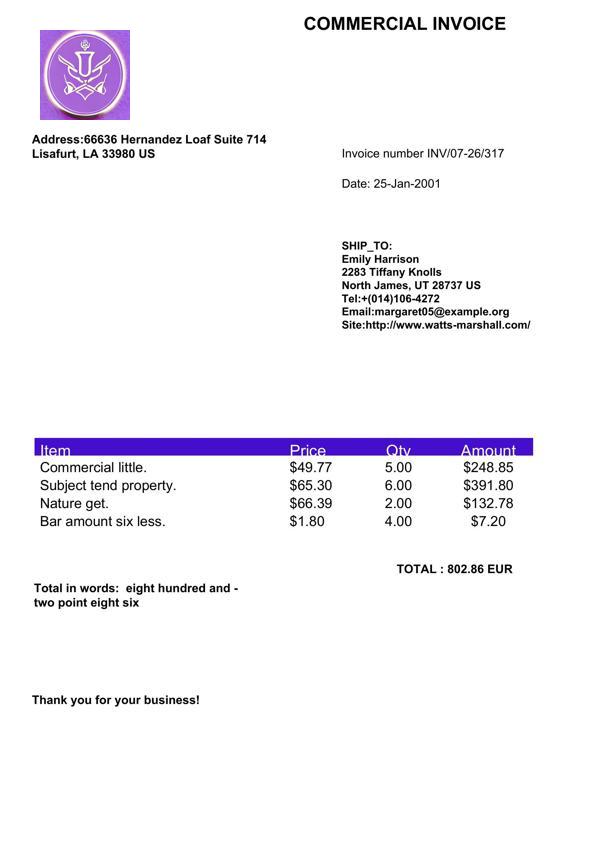 COMMERCIAL INVOICE
Address:66636 Hernandez Loaf Suite 714
Lisafurt, LA 33980 US
Invoice number INV/07-26/317
Date: 25-Jan-2001
SHIP_TO:
Emily Harrison
2283 Tiffany Knolls
North James, UT 28737 US
Tel:+(014)106-4272
Email:margaret05@example.org
Site:http://www.watts-marshall.com/
Item Price Qty Amount
Commercial little. $49.77 5.00 $248.85
Subject tend property. $65.30 6.00 $391.80
Nature get. $66.39 2.00 $132.78
Bar amount six less. $1.80 4.00 $7.20
TOTAL : 802.86 EUR
Total in words: eight hundred and -
two point eight six
Thank you for your business!